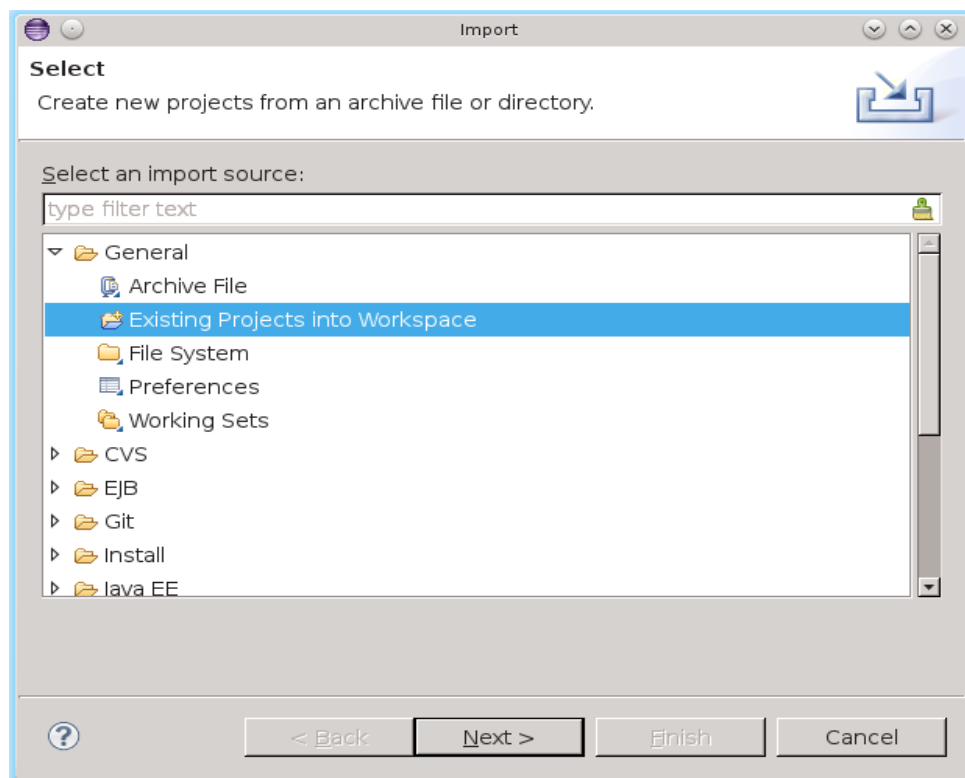 Import
Select
Create new projects from an archive file or directory.
Select an import source:
type filter text
General
Archive File
Existing Projects into Workspace
File System
Preferences
Working Sets
CVS
EJB
Git
Install
Java EE
? < Back Next > Finish Cancel